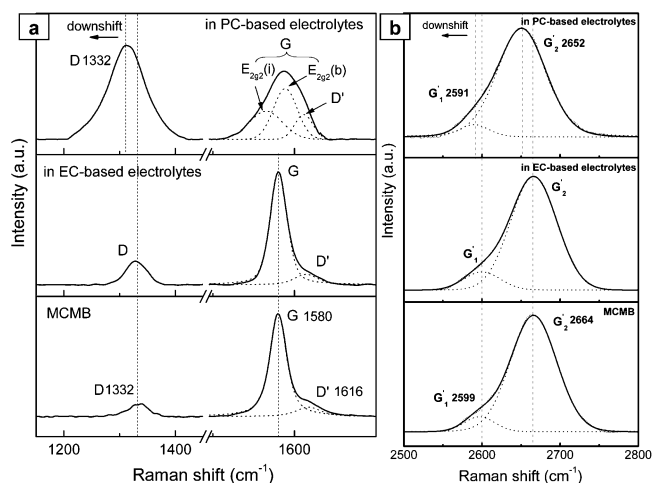 a
downshift
in PC-based electrolytes
D 1332
G
E2g2(i)
E2g2(b)
D'
in EC-based electrolytes
G
D
D'
MCMB
G 1580
D 1332
D' 1616
Intensity (a.u.)
1200
1400
1600
Raman shift (cm-1)
b
in PC-based electrolytes
downshift
G'2 2652
G'1 2591
in EC-based electrolytes
G'2
G'1
MCMB
G'2 2664
G'1 2599
Intensity (a.u.)
2500
2600
2700
2800
Raman shift (cm-1)